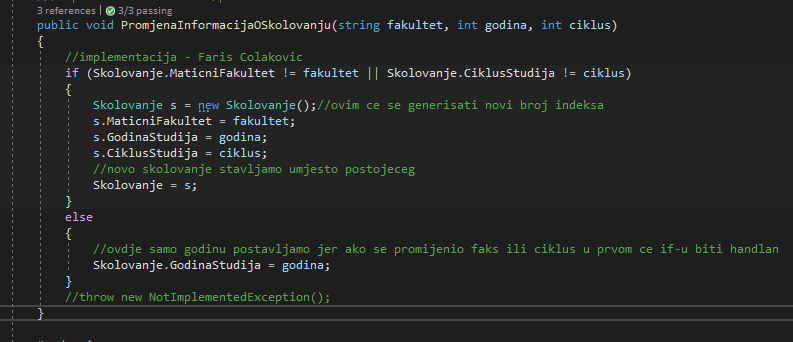 3 references | 3/3 passing
public void PromjenaInformacijaOSkolovanju(string fakultet, int godina, int ciklus)
{
//implementacija - Faris Colakovic
if (Skolovanje.MaticniFakultet != fakultet || Skolovanje.CiklusStudija != ciklus)
{
Skolovanje s = new Skolovanje();//ovim ce se generisati novi broj indeksa
s.MaticniFakultet = fakultet;
s.GodinaStudija = godina;
s.CiklusStudija = ciklus;
//novo skolovanje stavljamo umjesto postojeceg
Skolovanje = s;
}
else
{
//ovdje samo godinu postavljamo jer ako se promijenio faks ili ciklus u prvom ce if-u biti handlan
Skolovanje.GodinaStudija = godina;
}
//throw new NotImplementedException();
}